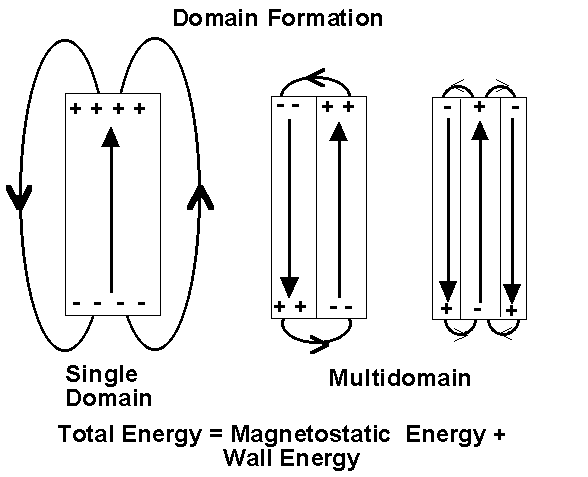 Domain Formation
+ + + +
- - + +
- + -
- - - -
+ + - -
+ - +
Single
Domain
Multidomain
Total Energy = Magnetostatic Energy +
Wall Energy